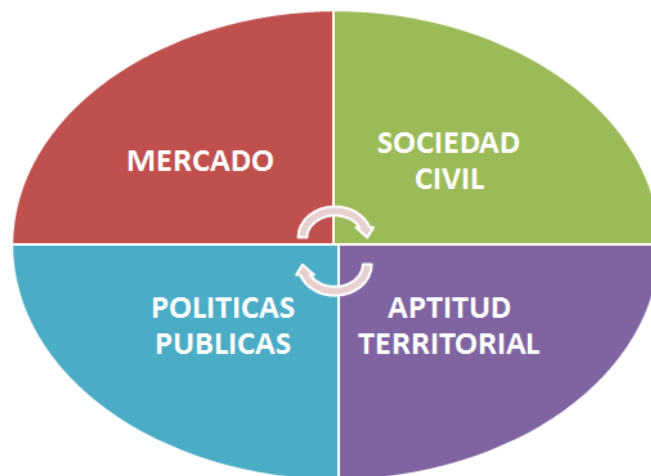 MERCADO
SOCIEDAD
CIVIL
POLITICAS
PUBLICAS
APTITUD
TERRITORIAL